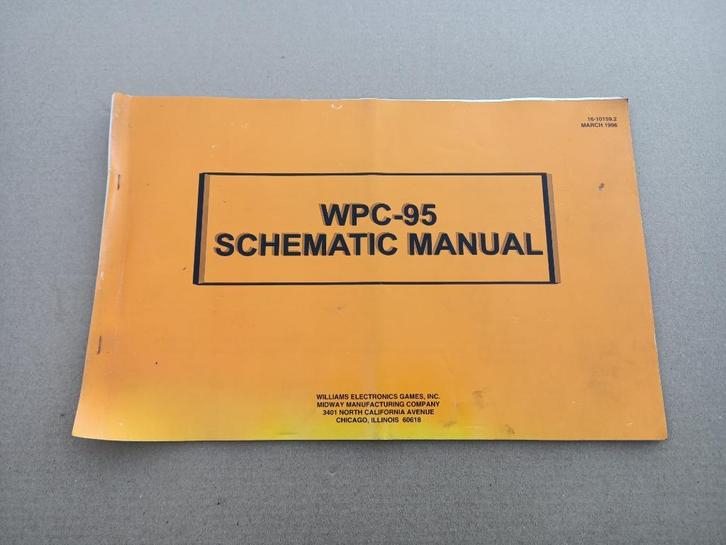 16-10159.2
MARCH 1996
WPC-95
SCHEMATIC MANUAL
WILLIAMS ELECTRONICS GAMES, INC.
MIDWAY MANUFACTURING COMPANY
3401 NORTH CALIFORNIA AVENUE
CHICAGO, ILLINOIS 60618